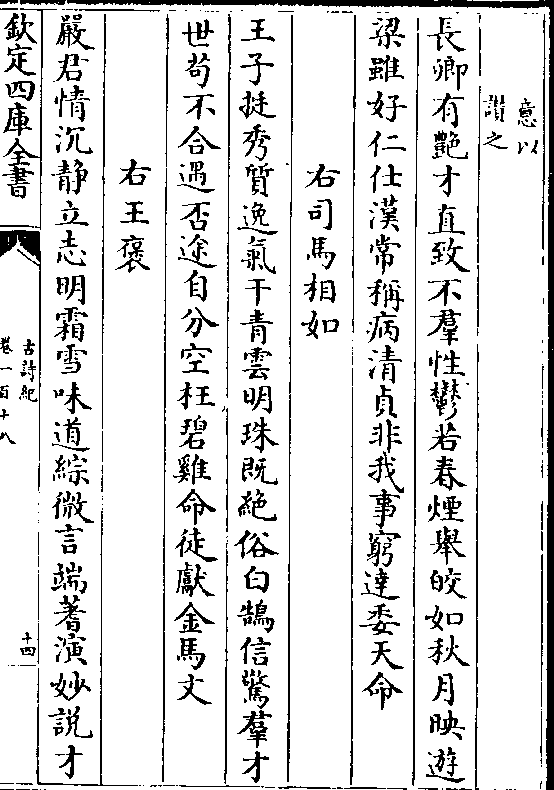 意以
讃之
長卿有艶才直致不羣性鬱若春煙舉皎如秋月映遊
梁雖好仁仕漢常稱病清貞非我事窮達委天命
右司馬相如
王子挺秀質逸氣干青雲明珠既絶俗白鵠信驚羣才
世苟不合遇否途自分空枉碧雞命徒獻金馬文
右王褒
嚴君情沉静立志明霜雪味道綜微言端蓍演妙説才
欽定四庫全書
古詩紀
卷一百十八
十四